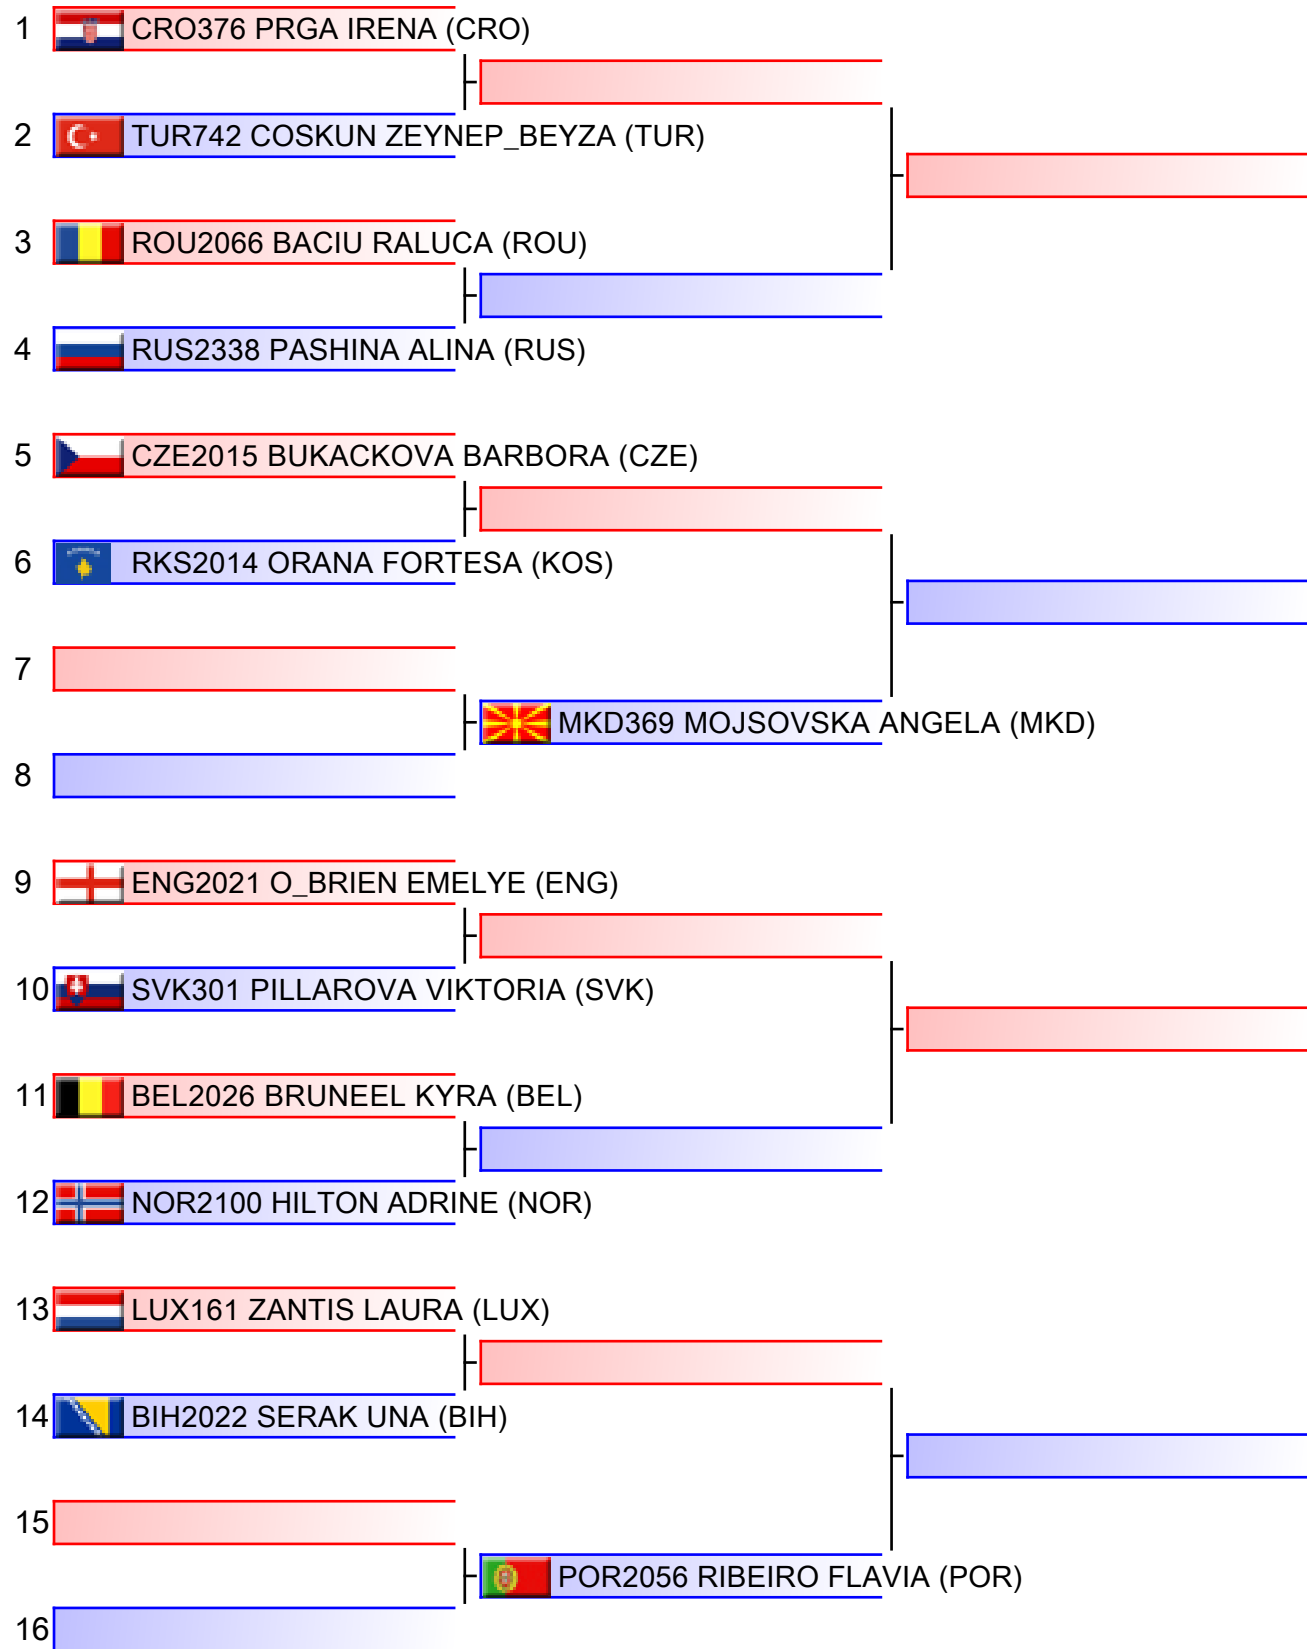 1 CRO376 PRGA IRENA (CRO)
2 TUR742 COSKUN ZEYNEP_BEYZA (TUR)
3 ROU2066 BACIU RALUCA (ROU)
4 RUS2338 PASHINA ALINA (RUS)
5 CZE2015 BUKACKOVA BARBORA (CZE)
6 RKS2014 ORANA FORTESA (KOS)
7
MKD369 MOJSOVSKA ANGELA (MKD)
8
9 ENG2021 O_BRIEN EMELYE (ENG)
10 SVK301 PILLAROVA VIKTORIA (SVK)
11 BEL2026 BRUNEEL KYRA (BEL)
12 NOR2100 HILTON ADRINE (NOR)
13 LUX161 ZANTIS LAURA (LUX)
14 BIH2022 SERAK UNA (BIH)
15
POR2056 RIBEIRO FLAVIA (POR)
16